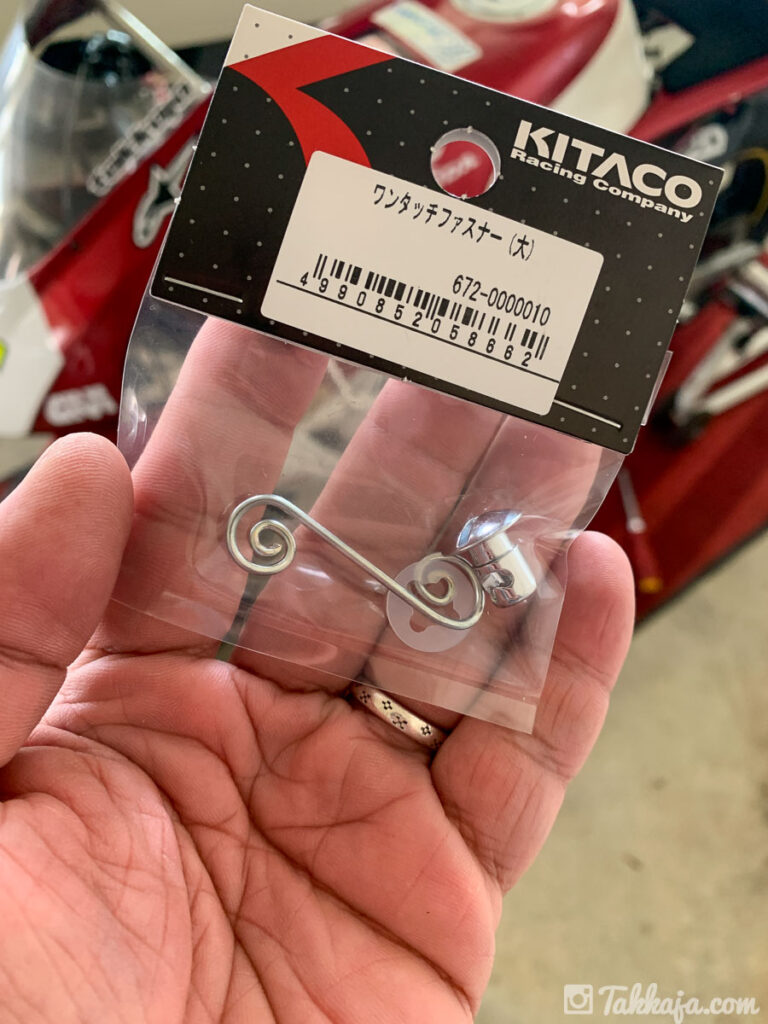 KITACO
Racing Company
ワンタッチファスナー (大)
672-0000010
4990852058662
Takkaja.com